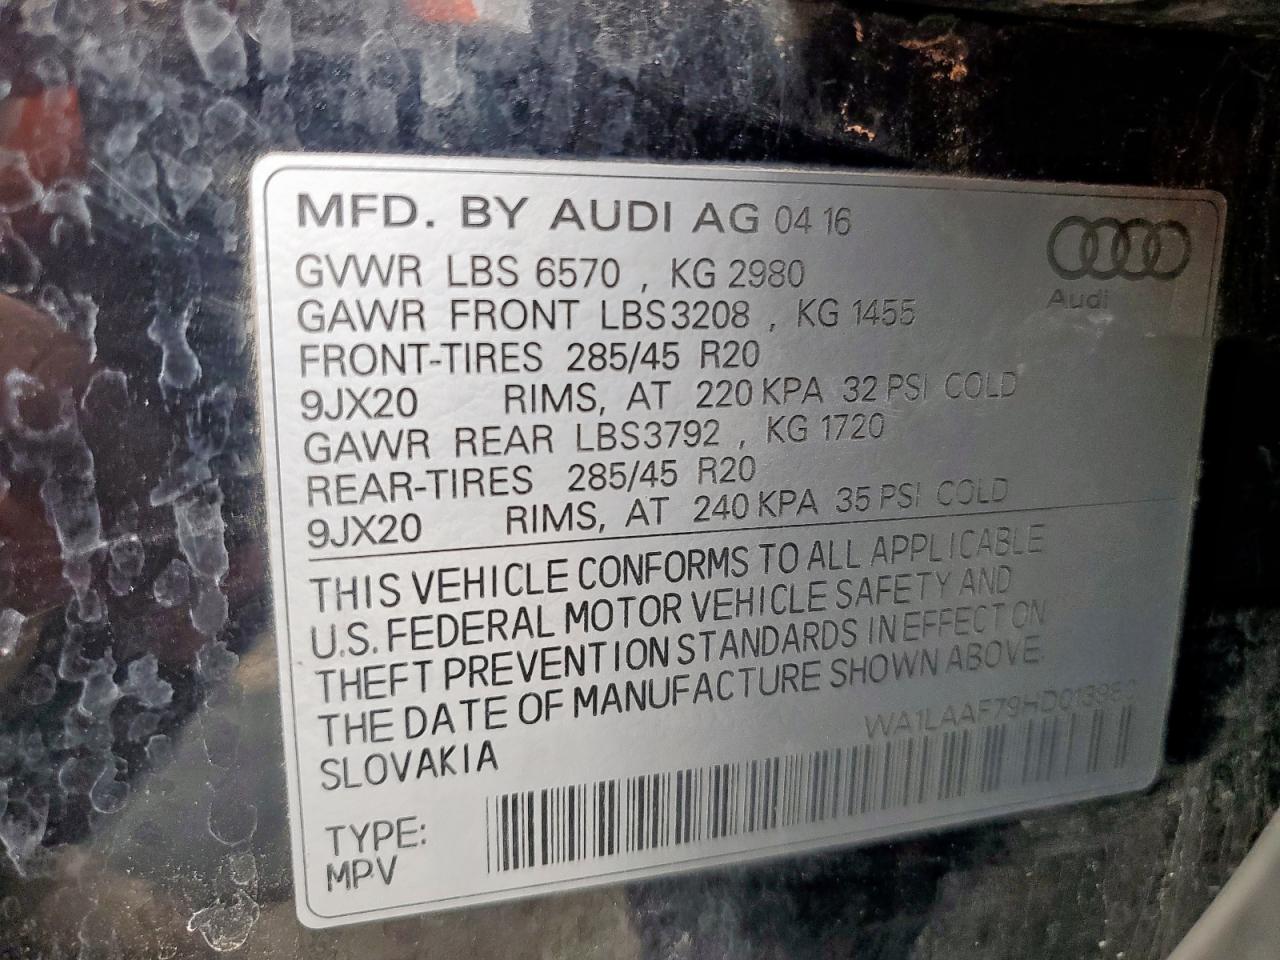 MFD. BY AUDI AG 04 16
GVWR LBS 6570 , KG 2980
GAWR FRONT LBS3208 , KG 1455
Audi
FRONT-TIRES 285/45 R20
9JX20 RIMS, AT 220 KPA 32 PSI COLD
GAWR REAR LBS3792 , KG 1720
REAR-TIRES 285/45 R20
9JX20 RIMS, AT 240 KPA 35 PSI COLD
THIS VEHICLE CONFORMS TO ALL APPLICABLE
U.S. FEDERAL MOTOR VEHICLE SAFETY AND
THEFT PREVENTION STANDARDS IN EFFECT ON
THE DATE OF MANUFACTURE SHOWN ABOVE.
SLOVAKIA
TYPE:
MPV